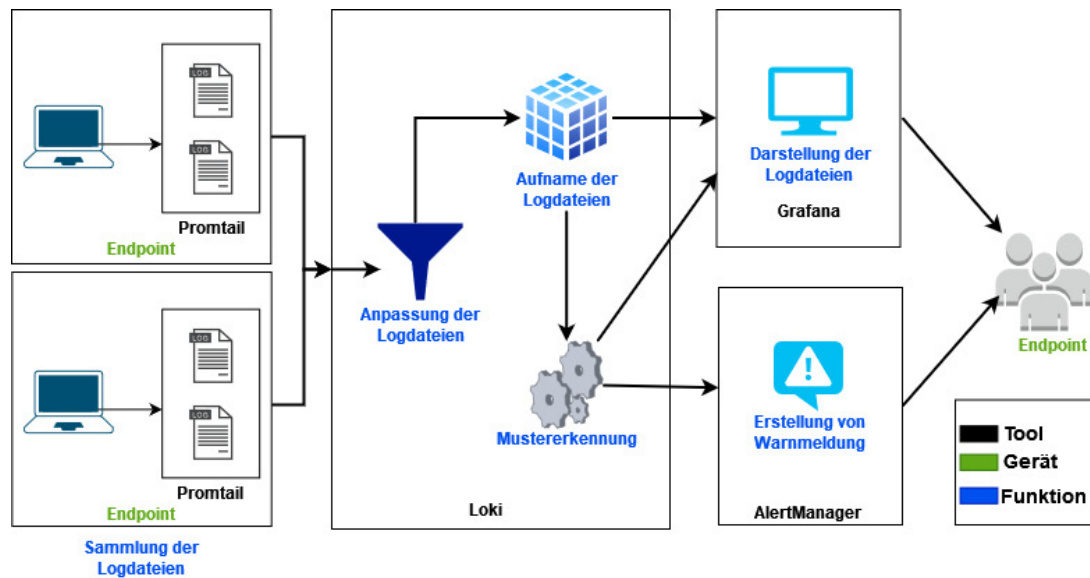 LOG
LOG
Promtail
Endpoint
LOG
LOG
Promtail
Endpoint
Sammlung der
Logdateien
Anpassung der
Logdateien
Aufname der
Logdateien
Mustererkennung
Loki
Darstellung der
Logdateien
Grafana
Erstellung von
Warnmeldung
AlertManager
Endpoint
Tool
Gerät
Funktion